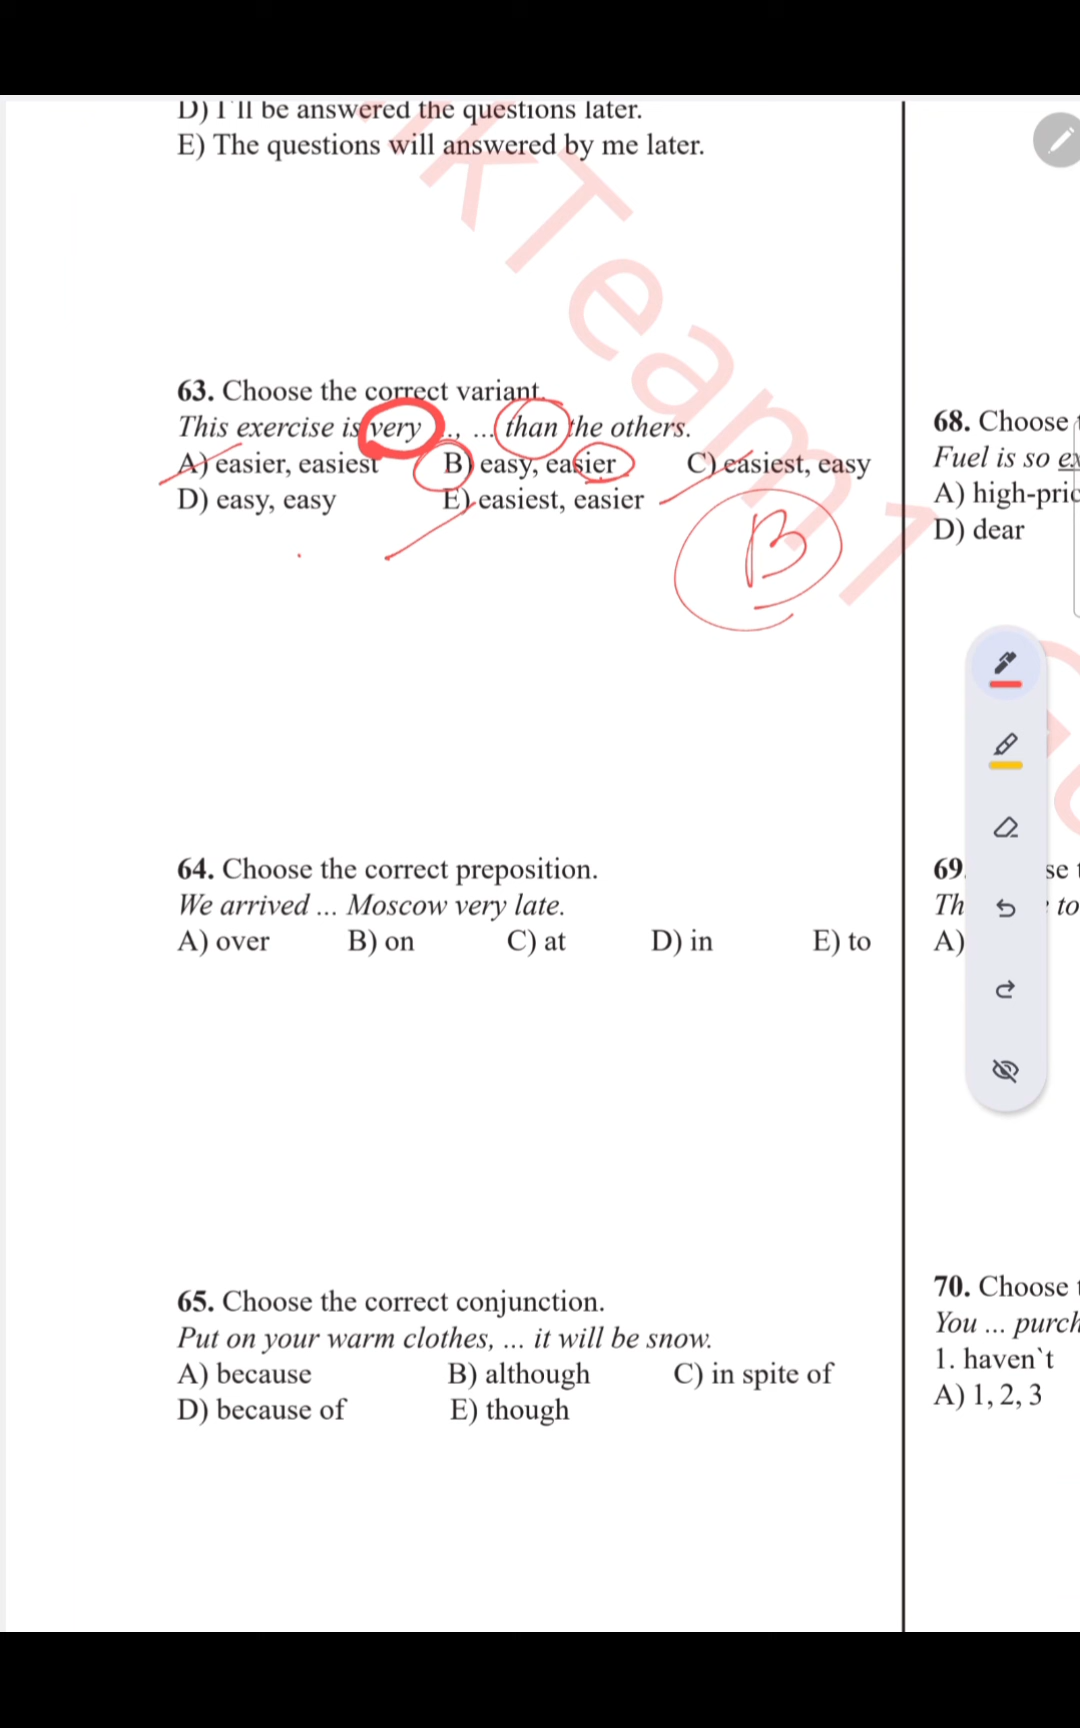 D) I`ll be answered the questions later.
E) The questions will answered by me later.
63. Choose the correct variant.
This exercise is very ..., ... than the others.
A) easier, easiest B) easy, easier C) easiest, easy
D) easy, easy E) easiest, easier
B
64. Choose the correct preposition.
We arrived ... Moscow very late.
A) over B) on C) at D) in E) to
65. Choose the correct conjunction.
Put on your warm clothes, ... it will be snow.
A) because B) although C) in spite of
D) because of E) though
68. Choose
Fuel is so
A) high-pric
D) dear
69
Th to
A)
70. Choose
You ... purch
1. haven`t
A) 1, 2, 3